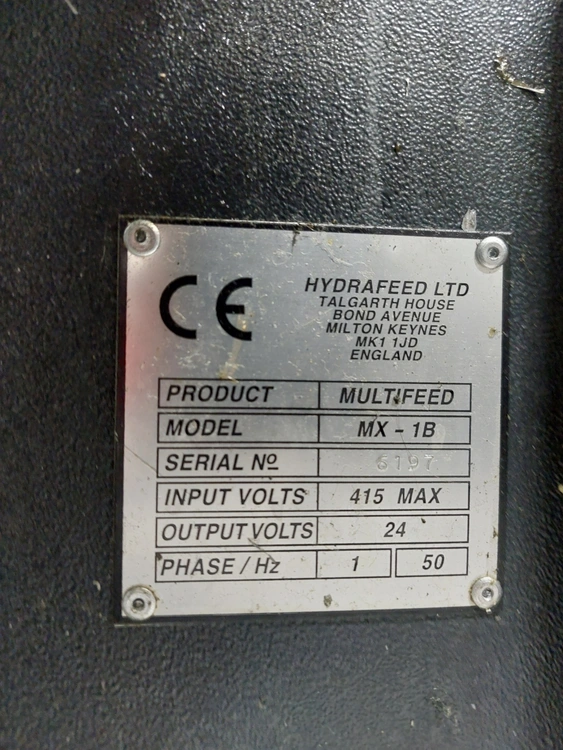 CE
HYDRAFEED LTD
TALGARTH HOUSE
BOND AVENUE
MILTON KEYNES
MK1 1JD
ENGLAND
PRODUCT MULTIFEED
MODEL MX - 1B
SERIAL Nº 6197
INPUT VOLTS 415 MAX
OUTPUT VOLTS 24
PHASE / Hz 1 50